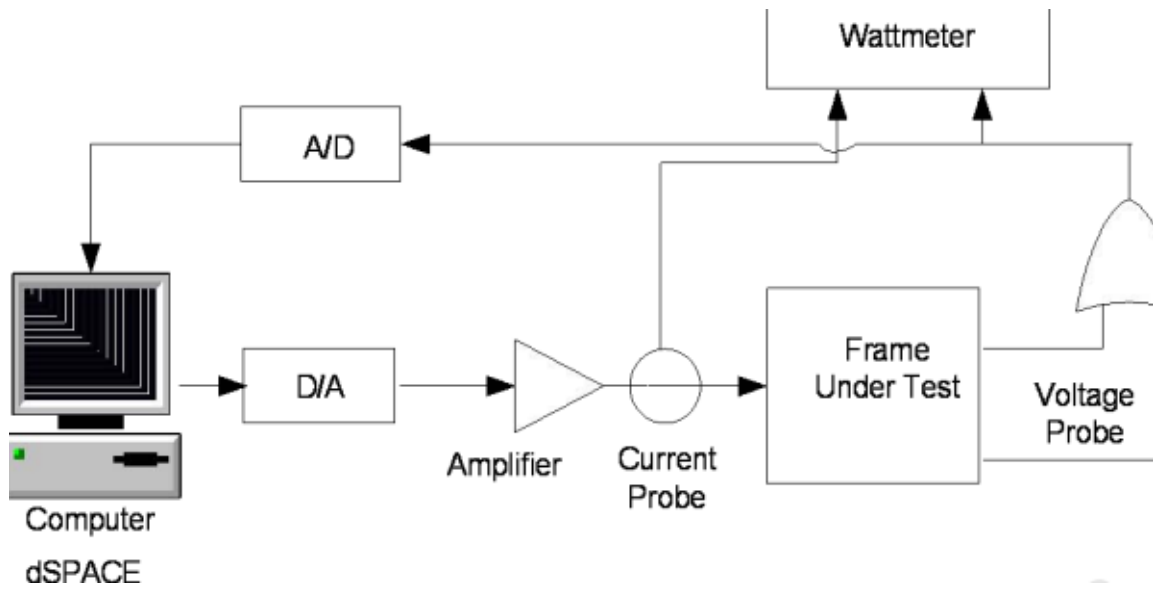 Wattmeter
A/D
D/A
Frame
Under Test
Voltage
Probe
Amplifier
Current
Probe
Computer
dSPACE